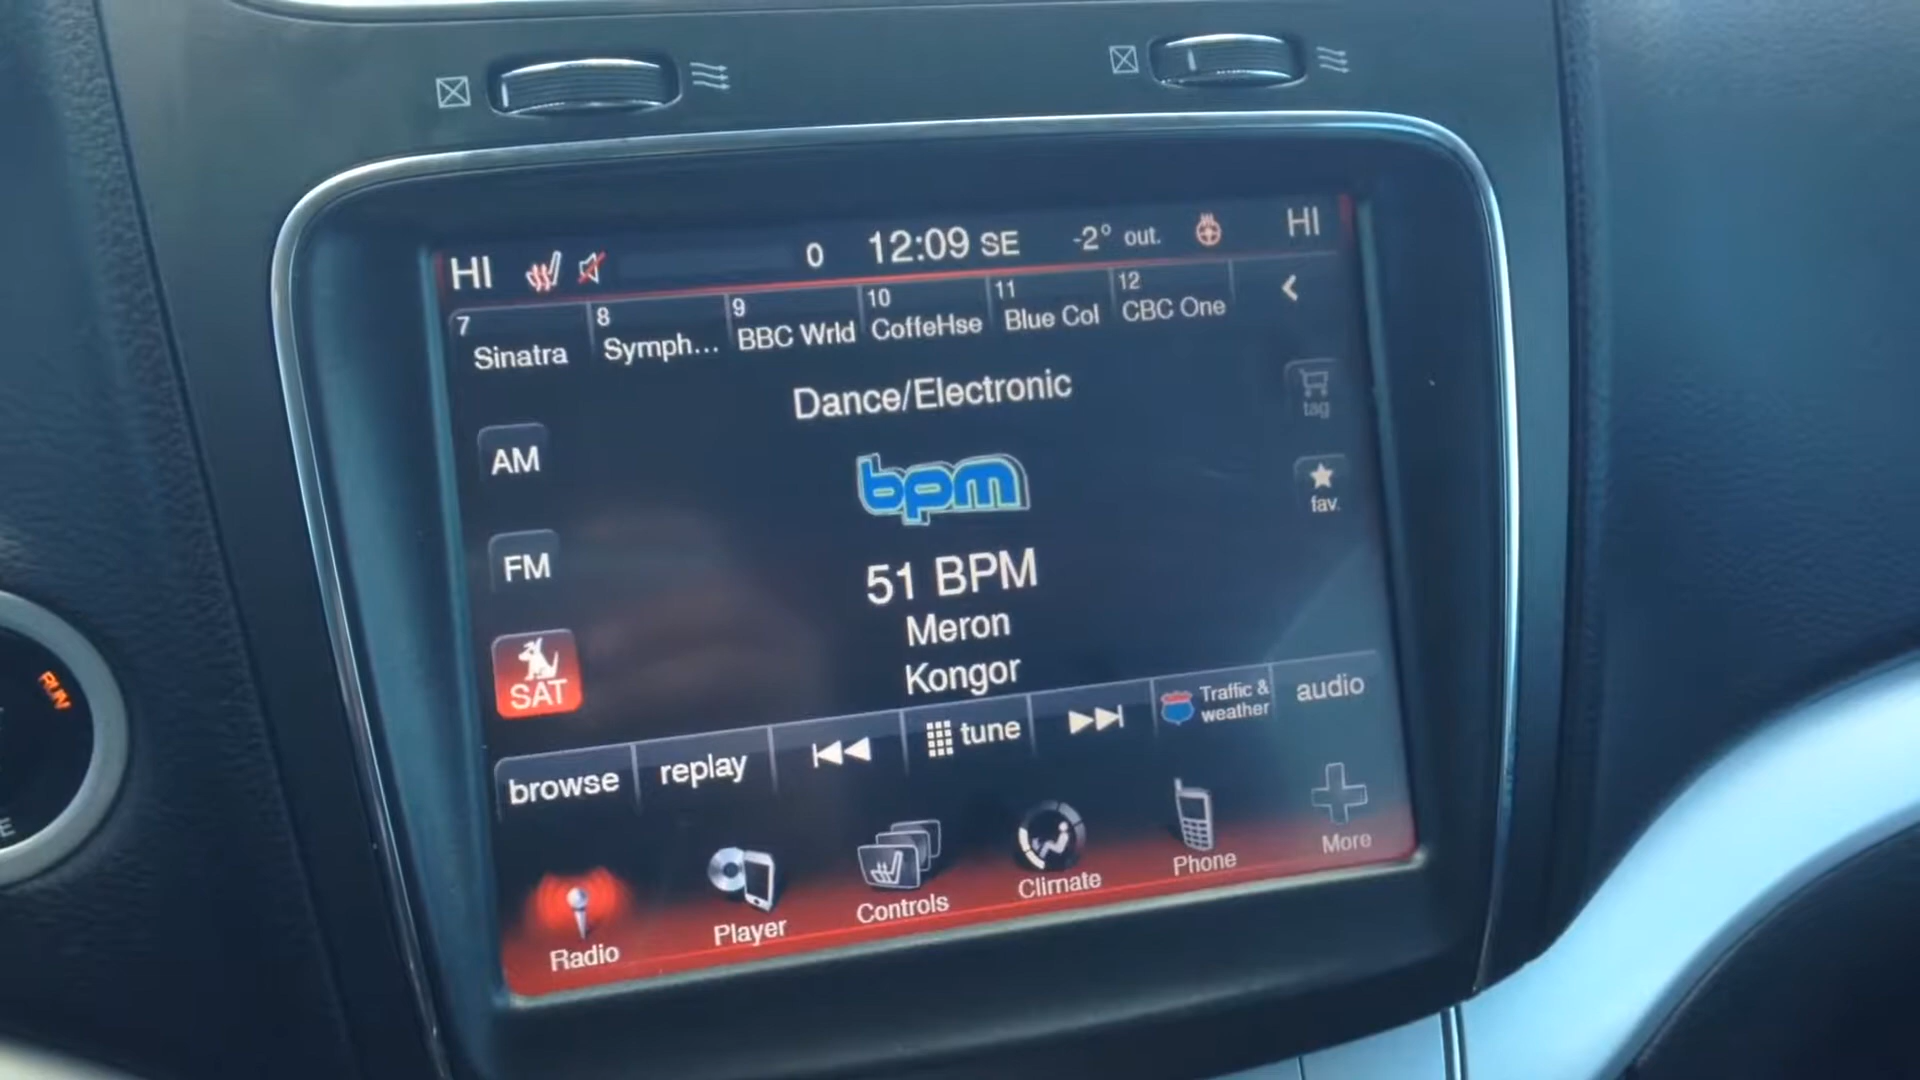 HI 0 12:09 SE -2° out. HI
7 8 9 10 11 12
Sinatra Symph... BBC Wrld CoffeHse Blue Col CBC One
Dance/Electronic
tag
AM
bpm
fav.
FM
51 BPM
Meron
SAT
Kongor
RUN
browse replay tune Traffic & weather audio
Radio Player Controls Climate Phone More